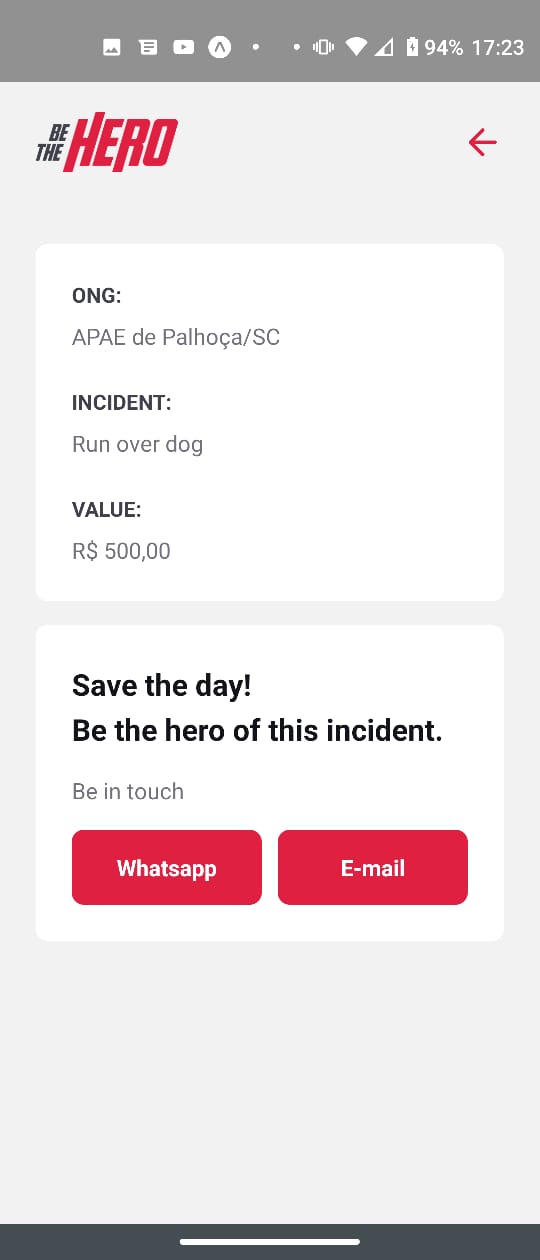 94% 17:23
BE
THE HERO
ONG:
APAE de Palhoça/SC
INCIDENT:
Run over dog
VALUE:
R$ 500,00
Save the day!
Be the hero of this incident.
Be in touch
Whatsapp E-mail